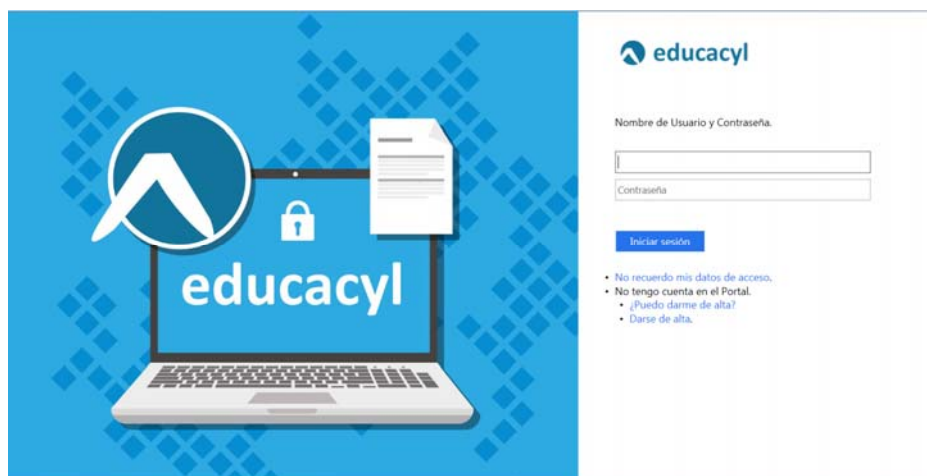 educacyl
educacyl
Nombre de Usuario y Contraseña.
Contraseña
Iniciar sesión
No recuerdo mis datos de acceso.
No tengo cuenta en el Portal.
¿Puedo darme de alta?
Darse de alta.